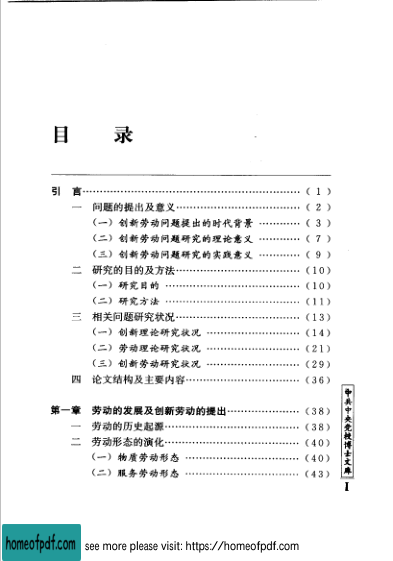 目 录
引 言……………………………………………( 1 )
一 问题的提出及意义…………………………( 2 )
（一）创新劳动问题提出的时代背景 …………( 3 )
（二）创新劳动问题研究的理论意义 …………( 7 )
（三）创新劳动问题研究的实践意义 …………( 9 )
二 研究的目的及方法…………………………(10)
（一）研究目的 …………………………………(10)
（二）研究方法 …………………………………(11)
三 相关问题研究状况…………………………(13)
（一）创新理论研究状况 ………………………(14)
（二）劳动理论研究状况 ………………………(21)
（三）创新劳动研究状况 ………………………(29)
四 论文结构及主要内容………………………(36)
第一章 劳动的发展及创新劳动的提出…………(38)
一 劳动的历史起源……………………………(38)
二 劳动形态的演化……………………………(40)
（一）物质劳动形态 ……………………………(40)
（二）服务劳动形态 ……………………………(43)
中共中央党校博士文库
I
homeofpdf.com
see more please visit: https://homeofpdf.com